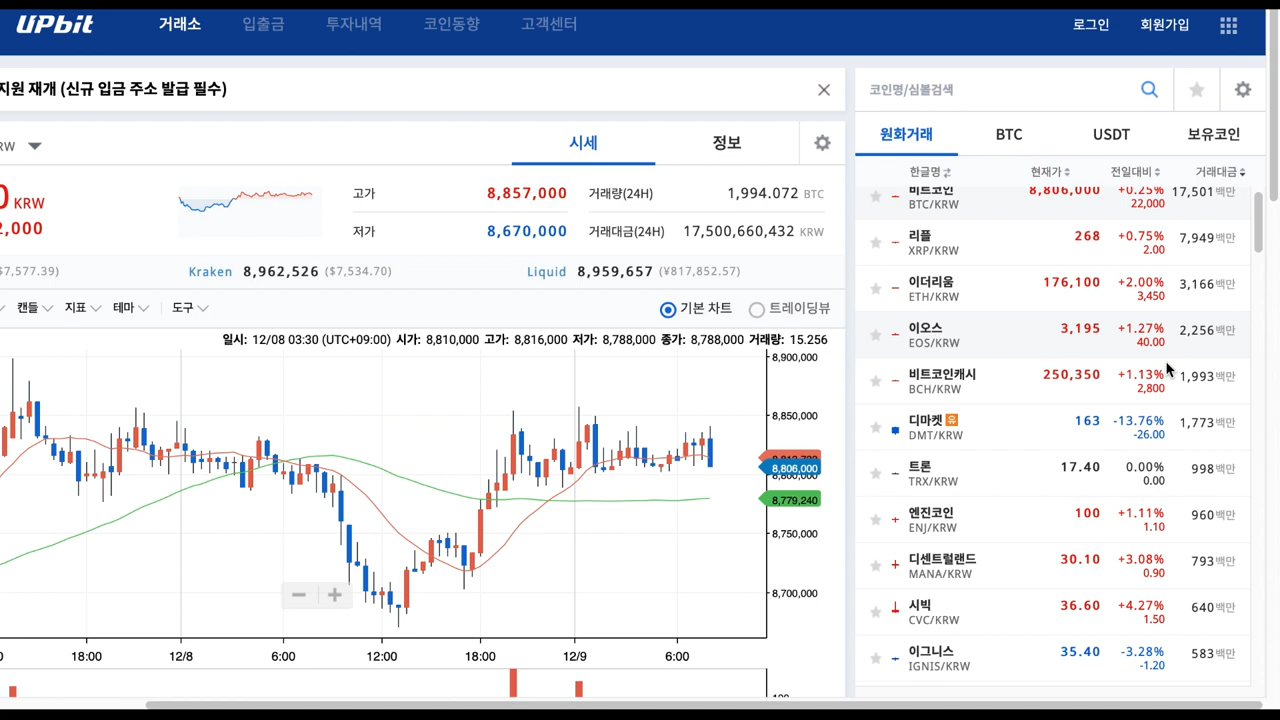 UPbit 거래소 입출금 투자내역 코인동향 고객센터 로그인 회원가입
지원 재개 (신규 입금 주소 발급 필수)
RW
시세 정보
0 KRW
2,000
고가 8,857,000 거래량(24H) 1,994.072 BTC
저가 8,670,000 거래대금(24H) 17,500,660,432 KRW
$7,577.39) Kraken 8,962,526 ($7,534.70) Liquid 8,959,657 (¥817,852.57)
캔들 지표 테마 도구 기본 차트 트레이딩뷰
일시: 12/08 03:30 (UTC+09:00) 시가: 8,810,000 고가: 8,816,000 저가: 8,788,000 종가: 8,788,000 거래량: 15.256
8,900,000
8,850,000
8,806,000
8,800,000
8,779,240
8,750,000
8,700,000
0 18:00 12/8 6:00 12:00 18:00 12/9 6:00
100
코인명/심볼검색
원화거래 BTC USDT 보유코인
한글명 현재가 전일대비 거래대금
비트코인 8,806,000 +0.25% 17,501백만
BTC/KRW 22,000
리플 268 +0.75% 7,949백만
XRP/KRW 2.00
이더리움 176,100 +2.00% 3,166백만
ETH/KRW 3,450
이오스 3,195 +1.27% 2,256백만
EOS/KRW 40.00
비트코인캐시 250,350 +1.13% 1,993백만
BCH/KRW 2,800
디마켓 유 163 -13.76% 1,773백만
DMT/KRW -26.00
트론 17.40 0.00% 998백만
TRX/KRW 0.00
엔진코인 100 +1.11% 960백만
ENJ/KRW 1.10
디센트럴랜드 30.10 +3.08% 793백만
MANA/KRW 0.90
시빅 36.60 +4.27% 640백만
CVC/KRW 1.50
이그니스 35.40 -3.28% 583백만
IGNIS/KRW -1.20